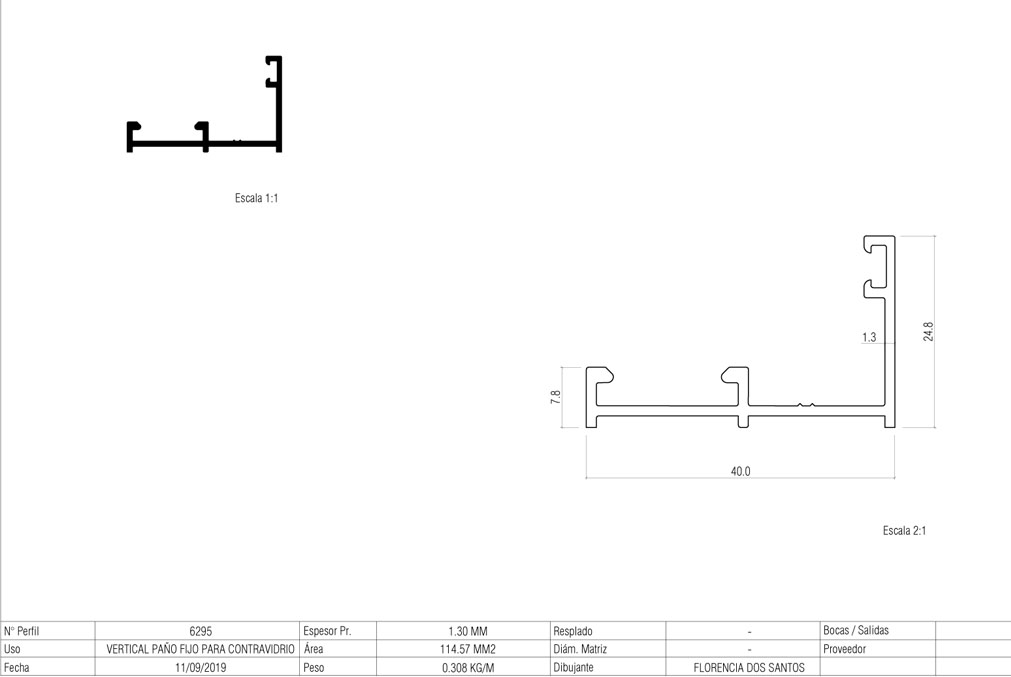 Escala 1:1
24.8
1.3
7.8
40.0
Escala 2:1
N° Perfil 6295 Espesor Pr. 1.30 MM Resplado - Bocas / Salidas
Uso VERTICAL PAÑO FIJO PARA CONTRAVIDRIO Área 114.57 MM2 Diám. Matriz - Proveedor
Fecha 11/09/2019 Peso 0.308 KG/M Dibujante FLORENCIA DOS SANTOS